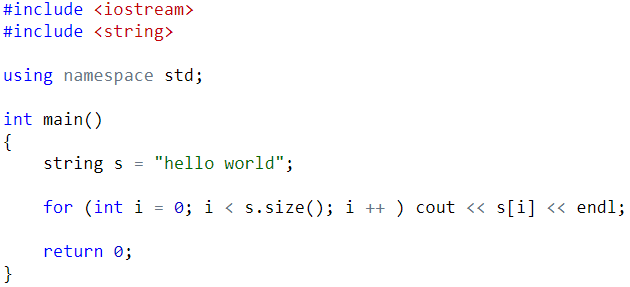 #include <iostream>
#include <string>
using namespace std;
int main()
{
    string s = "hello world";
    for (int i = 0; i < s.size(); i ++ ) cout << s[i] << endl;
    return 0;
}